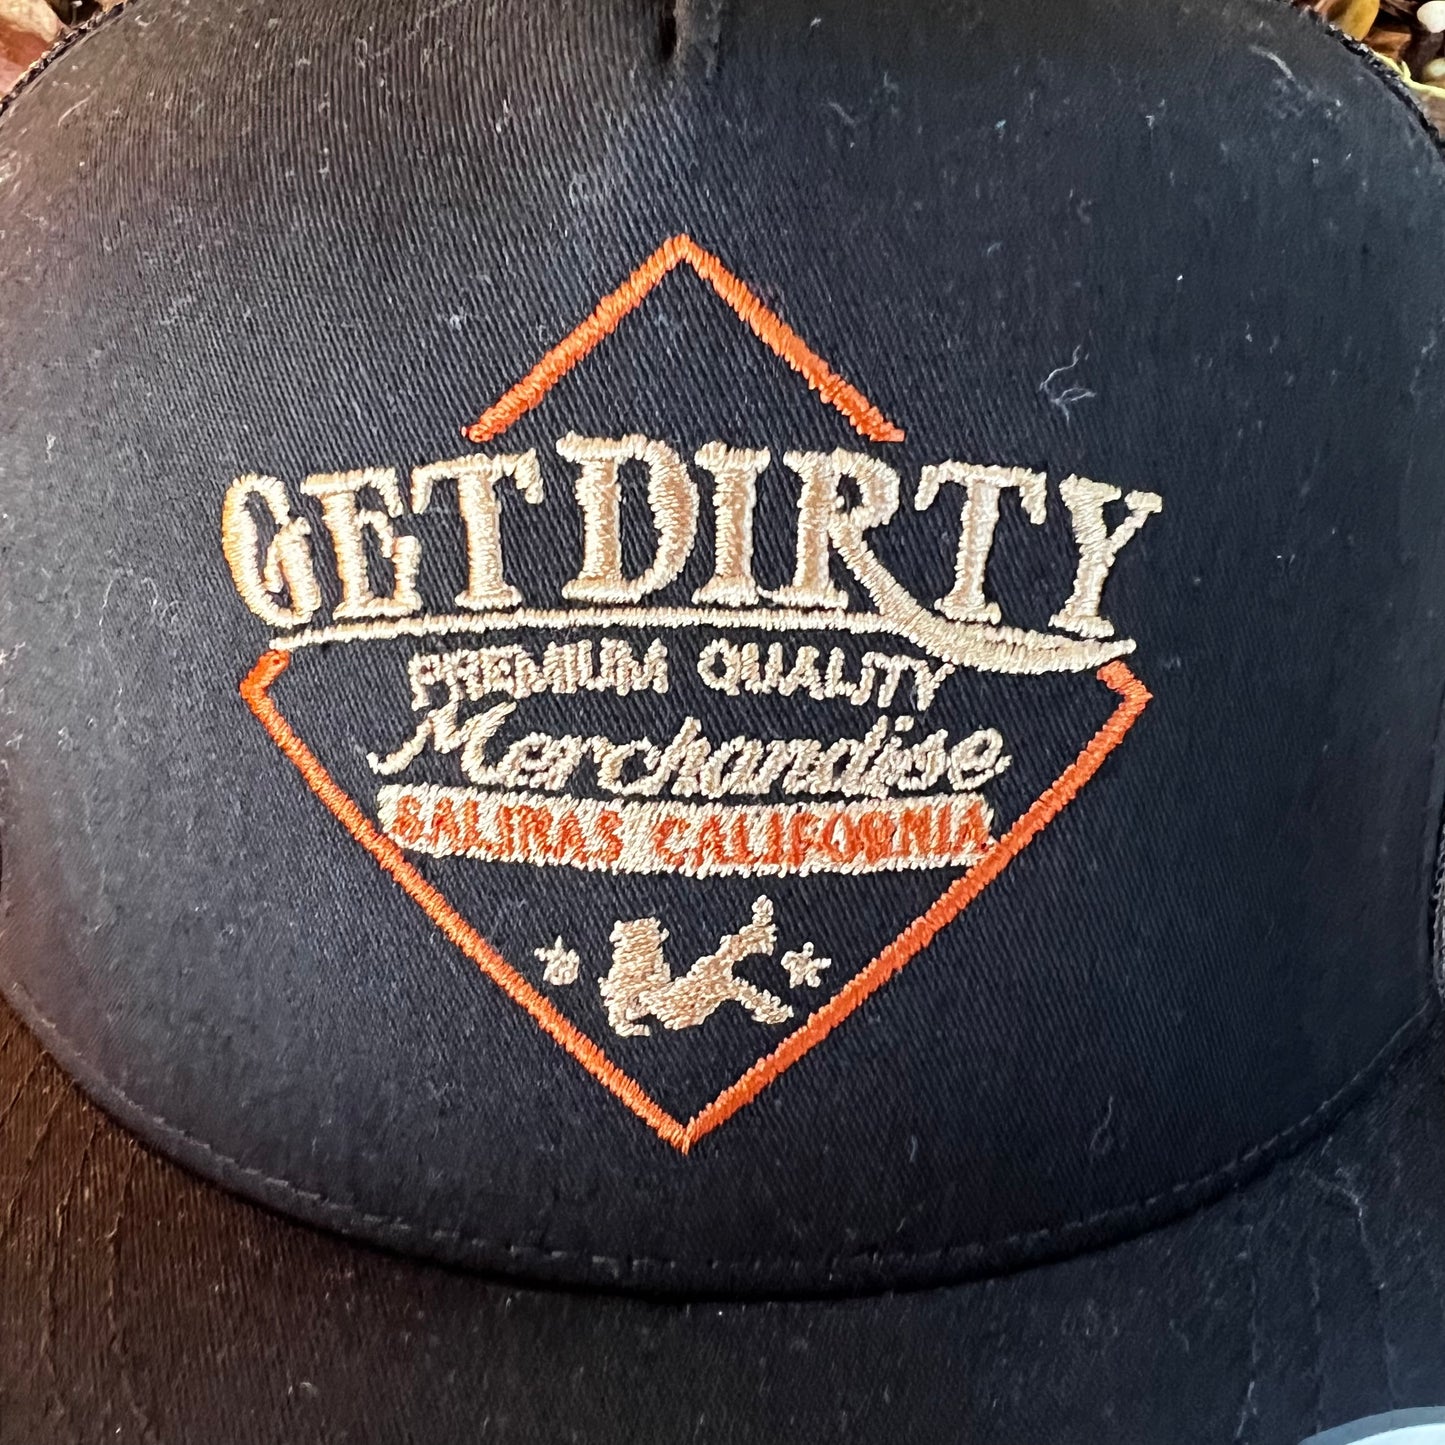 GET DIRTY
PREMIUM QUALITY
Merchandise
SALINAS CALIFORNIA